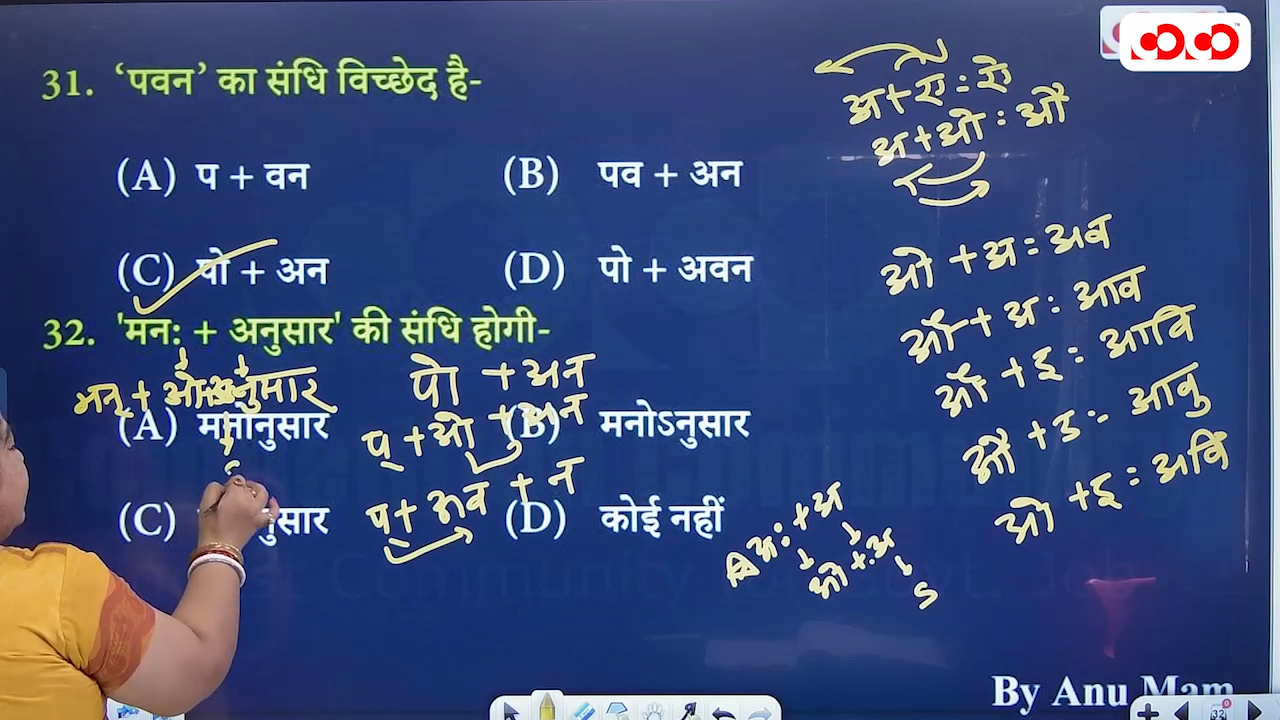 31. ‘पवन’ का संधि विच्छेद है-
(A) प + वन
(B) पव + अन
(C) पो + अन
(D) पो + अवन
32. 'मन: + अनुसार' की संधि होगी-
(A) मनानुसार
(B) मनोऽनुसार
(C) नुसार
(D) कोई नहीं
पो + अन
प् + ओ + अन
प् + अव + न
अ + ए = ऐ
अ + ओ = औ
ओ + अ = अव
औ + अ = आव
औ + इ = आवि
औ + उ = आवु
ओ + इ = अवि
अ: + अ
ओ + अ
ऽ
By Anu Mam
32